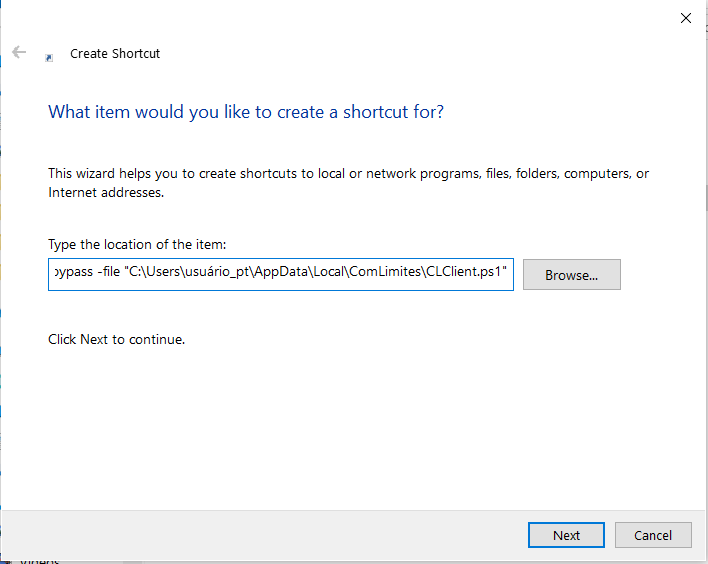 Create Shortcut
What item would you like to create a shortcut for?
This wizard helps you to create shortcuts to local or network programs, files, folders, computers, or
Internet addresses.
Type the location of the item:
bypass -file "C:\Users\usuário_pt\AppData\Local\ComLimites\CLClient.ps1"
Browse...
Click Next to continue.
Next
Cancel
Videos